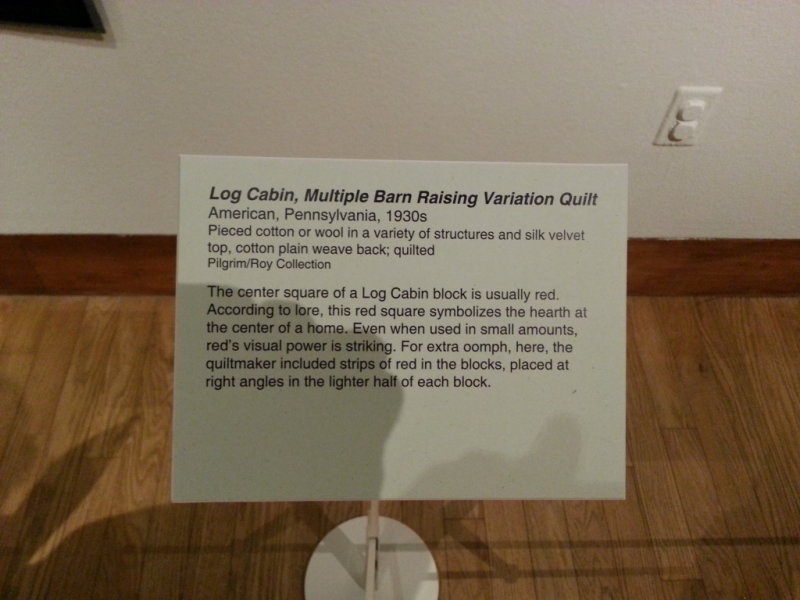 Log Cabin, Multiple Barn Raising Variation Quilt
American, Pennsylvania, 1930s
Pieced cotton or wool in a variety of structures and silk velvet
top, cotton plain weave back; quilted
Pilgrim/Roy Collection
The center square of a Log Cabin block is usually red.
According to lore, this red square symbolizes the hearth at
the center of a home. Even when used in small amounts,
red's visual power is striking. For extra oomph, here, the
quiltmaker included strips of red in the blocks, placed at
right angles in the lighter half of each block.